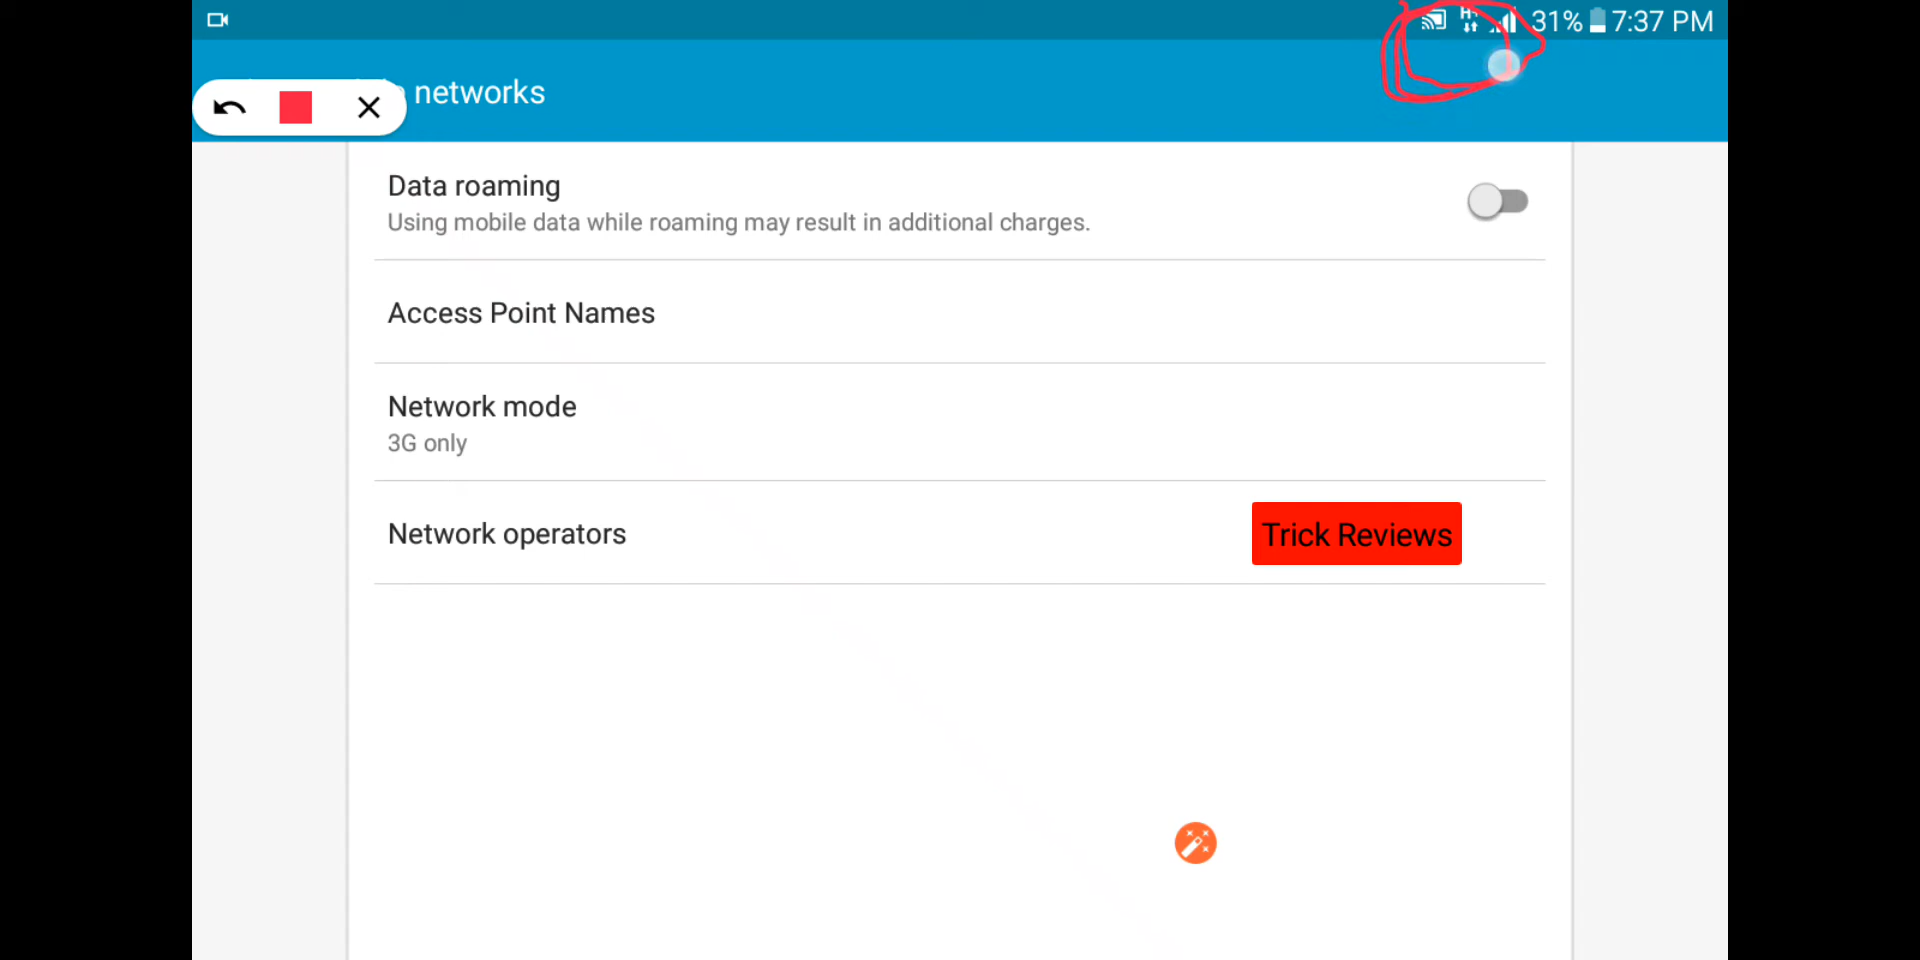 31% 7:37 PM
networks
Data roaming
Using mobile data while roaming may result in additional charges.
Access Point Names
Network mode
3G only
Network operators
Trick Reviews